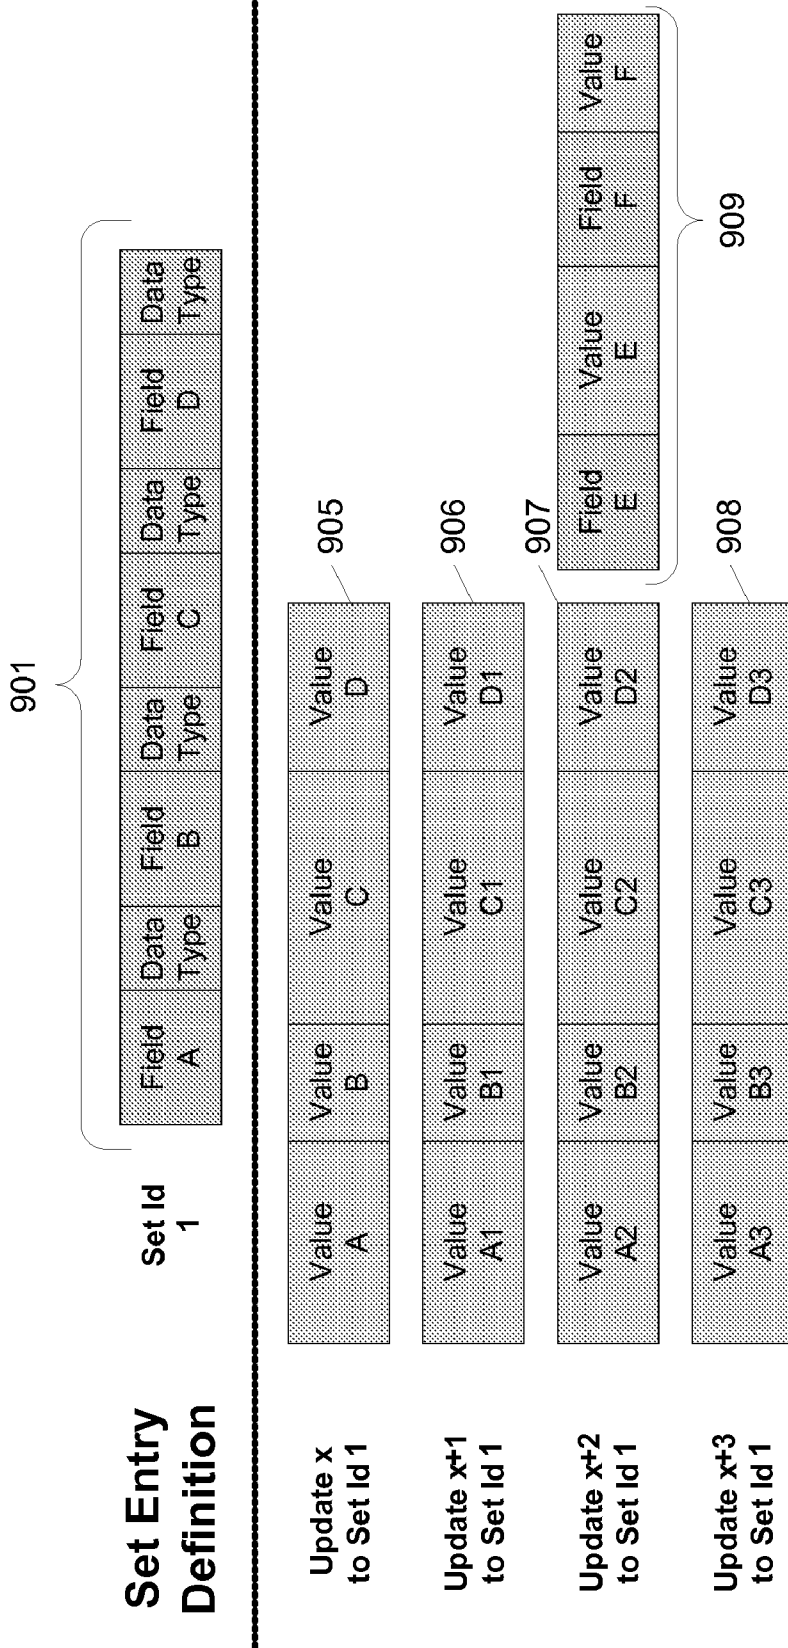 901
Set Entry
Definition
Set Id
1
Field
A
Data
Type
Field
B
Data
Type
Field
C
Data
Type
Field
D
Data
Type
Update x
to Set Id 1
Value
A
Value
B
Value
C
Value
D
905
Update x+1
to Set Id 1
Value
A1
Value
B1
Value
C1
Value
D1
906
Update x+2
to Set Id 1
Value
A2
Value
B2
Value
C2
Value
D2
907
Field
E
Value
E
Field
F
Value
F
909
Update x+3
to Set Id 1
Value
A3
Value
B3
Value
C3
Value
D3
908